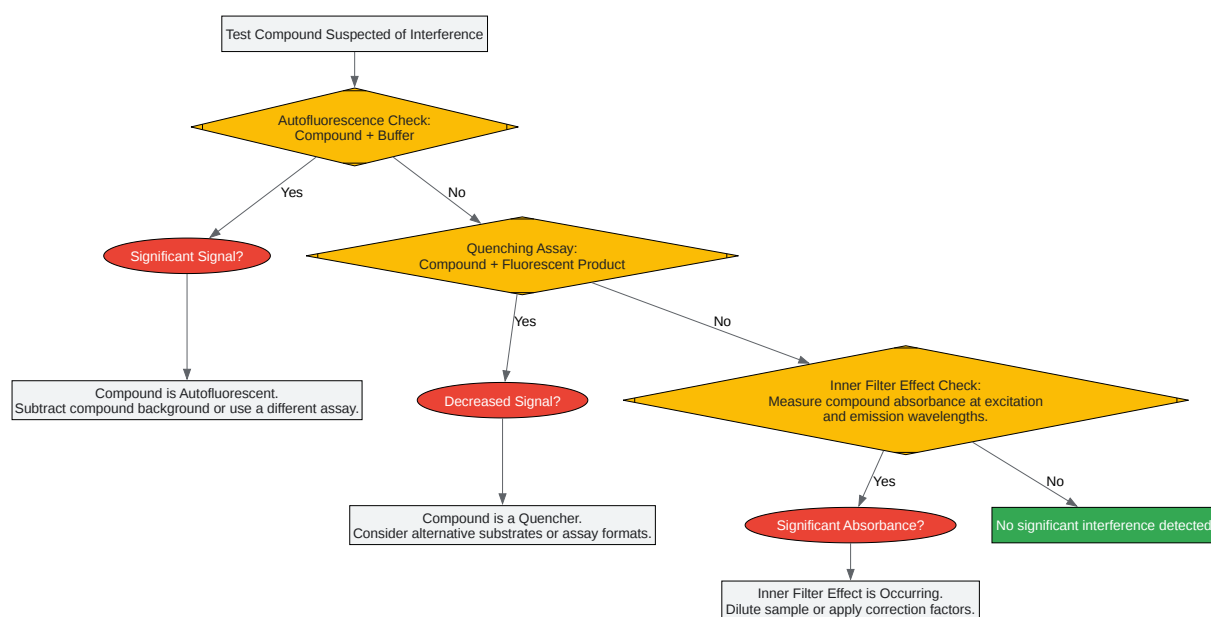 Test Compound Suspected of Interference
Autofluorescence Check:
Compound + Buffer
Yes
No
Significant Signal?
Quenching Assay:
Compound + Fluorescent Product
Yes
No
Compound is Autofluorescent.
Subtract compound background or use a different assay.
Decreased Signal?
Inner Filter Effect Check:
Measure compound absorbance at excitation
and emission wavelengths.
Yes
No
Compound is a Quencher.
Consider alternative substrates or assay formats.
Significant Absorbance?
No significant interference detected
Inner Filter Effect is Occurring.
Dilute sample or apply correction factors.